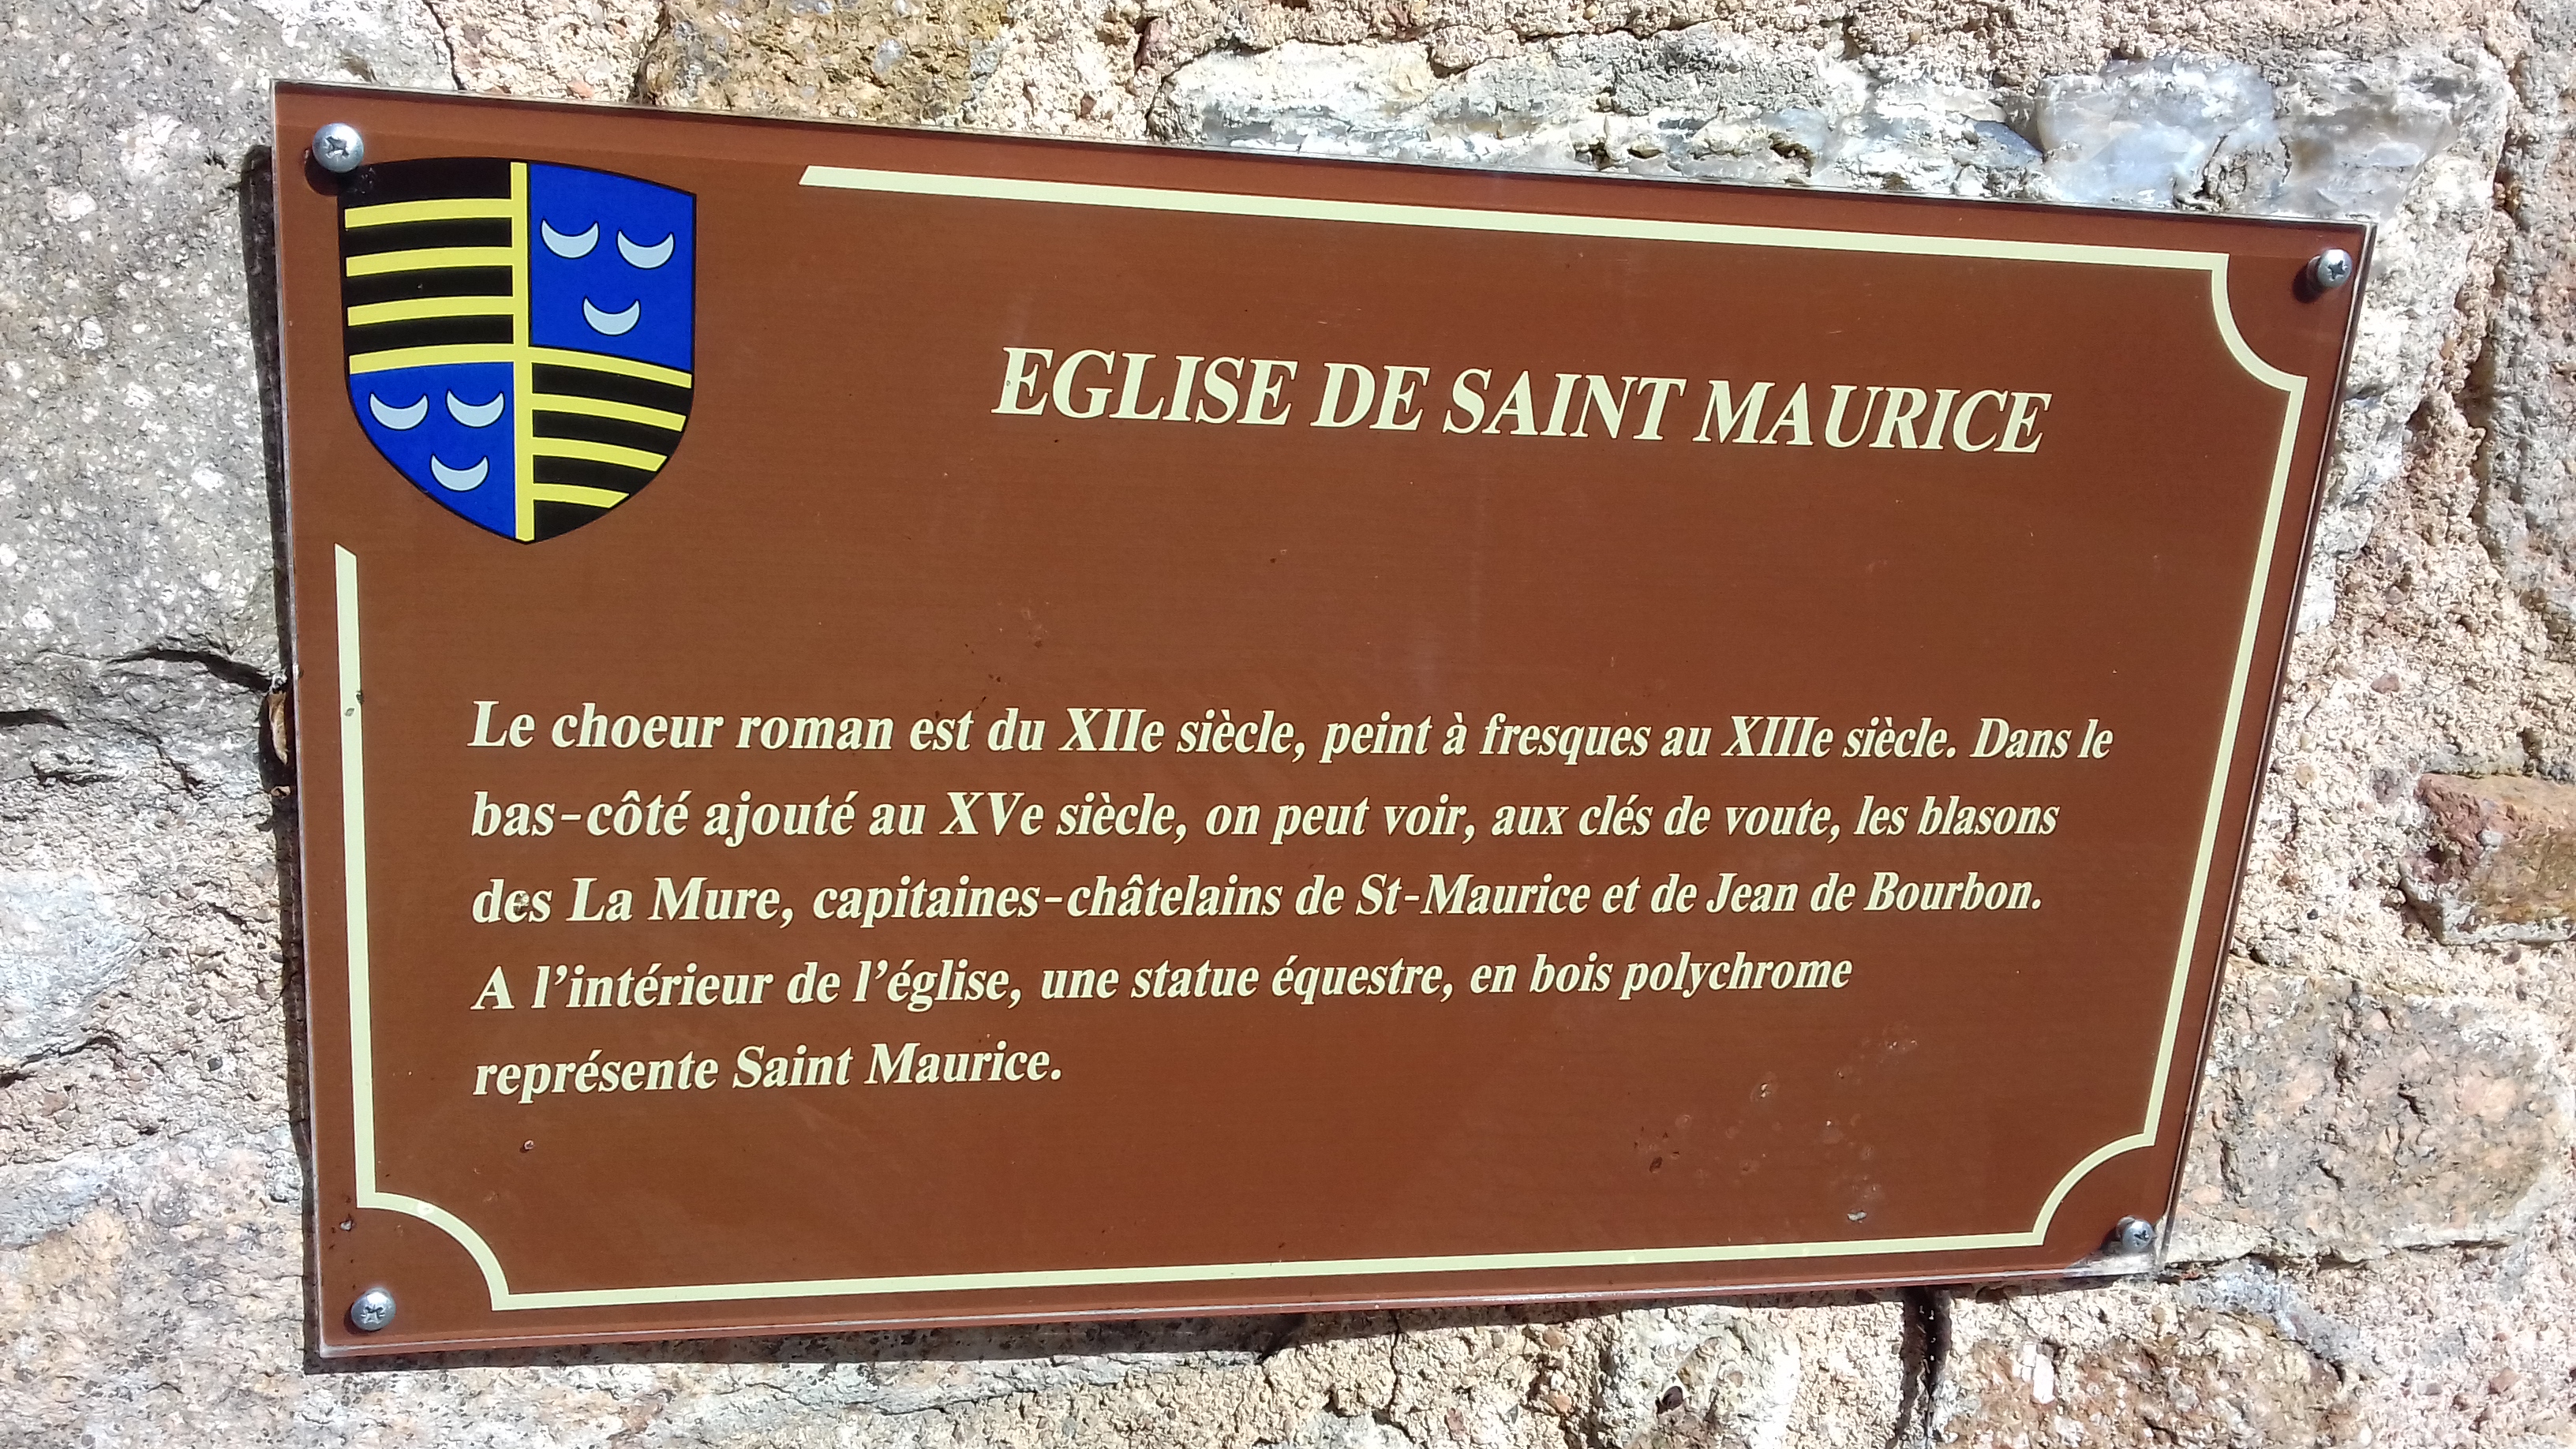 EGLISE DE SAINT MAURICE
Le choeur roman est du XIIe siècle, peint à fresques au XIIIe siècle. Dans le
bas-côté ajouté au XVe siècle, on peut voir, aux clés de voute, les blasons
des La Mure, capitaines-châtelains de St-Maurice et de Jean de Bourbon.
A l'intérieur de l'église, une statue équestre, en bois polychrome
représente Saint Maurice.